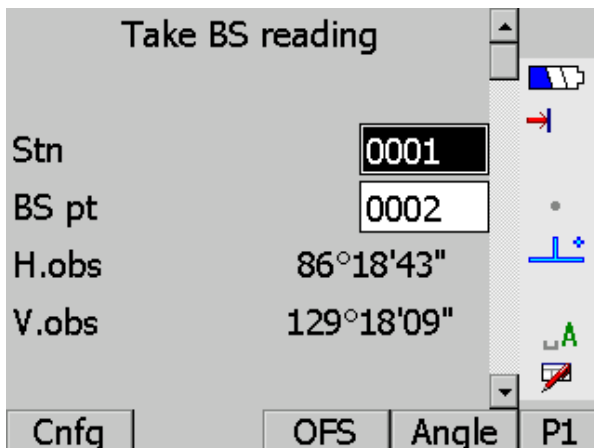 Take BS reading
Stn 0001
BS pt 0002
H.obs 86°18'43"
V.obs 129°18'09"
A
Cnfg OFS Angle P1